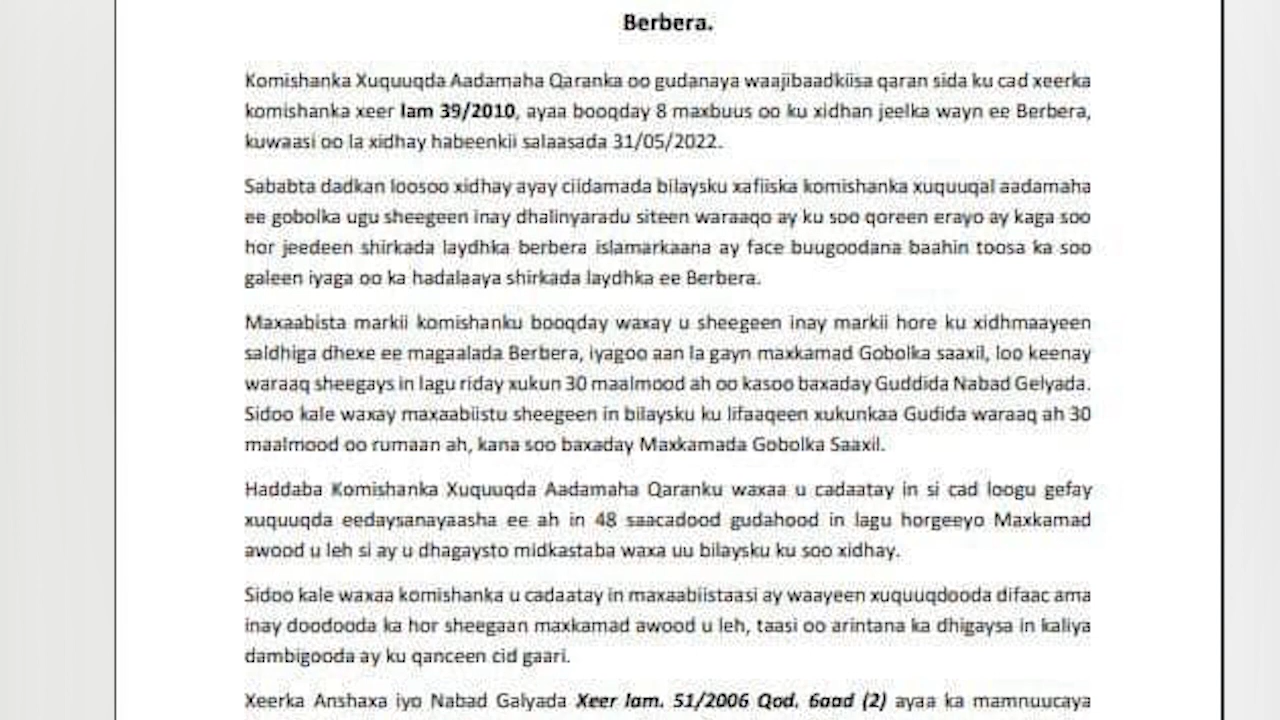 Berbera.
Komishanka Xuquuqda Aadamaha Qaranka oo gudanaya waajibaadkiisa qaran sida ku cad xeerka
komishanka xeer lam 39/2010, ayaa booqday 8 maxbuus oo ku xidhan jeelka wayn ee Berbera,
kuwaasi oo la xidhay habeenkii salaasada 31/05/2022.
Sababta dadkan loosoo xidhay ayay ciidamada bilaysku xafiiska komishanka xuquuqal aadamaha
ee gobolka ugu sheegeen inay dhalinyaradu siteen waraaqo ay ku soo qoreen erayo ay kaga soo
hor jeedeen shirkada laydhka berbera islamarkaana ay face buugoodana baahin toosa ka soo
galeen iyaga oo ka hadalaaya shirkada laydhka ee Berbera.
Maxaabista markii komishanku booqday waxay u sheegeen inay markii hore ku xidhmaayeen
saldhiga dhexe ee magaalada Berbera, iyagoo aan la gayn maxkamad Gobolka saaxil, loo keenay
waraaq sheegays in lagu riday xukun 30 maalmood ah oo kasoo baxaday Guddida Nabad Gelyada.
Sidoo kale waxay maxaabiistu sheegeen in bilaysku ku lifaaqeen xukunkaa Gudida waraaq ah 30
maalmood oo rumaan ah, kana soo baxaday Maxkamada Gobolka Saaxil.
Haddaba Komishanka Xuquuqda Aadamaha Qaranku waxaa u cadaatay in si cad loogu gefay
xuquuqda eedaysanayaasha ee ah in 48 saacadood gudahood in lagu horgeeyo Maxkamad
awood u leh si ay u dhagaysto midkastaba waxa uu bilaysku ku soo xidhay.
Sidoo kale waxaa komishanka u cadaatay in maxaabiistaasi ay waayeen xuquuqdooda difaac ama
inay doodooda ka hor sheegaan maxkamad awood u leh, taasi oo arintana ka dhigaysa in kaliya
dambigooda ay ku qanceen cid gaari.
Xeerka Anshaxa iyo Nabad Galyada Xeer lam. 51/2006 Qod. 6aad (2) ayaa ka mamnuucaya